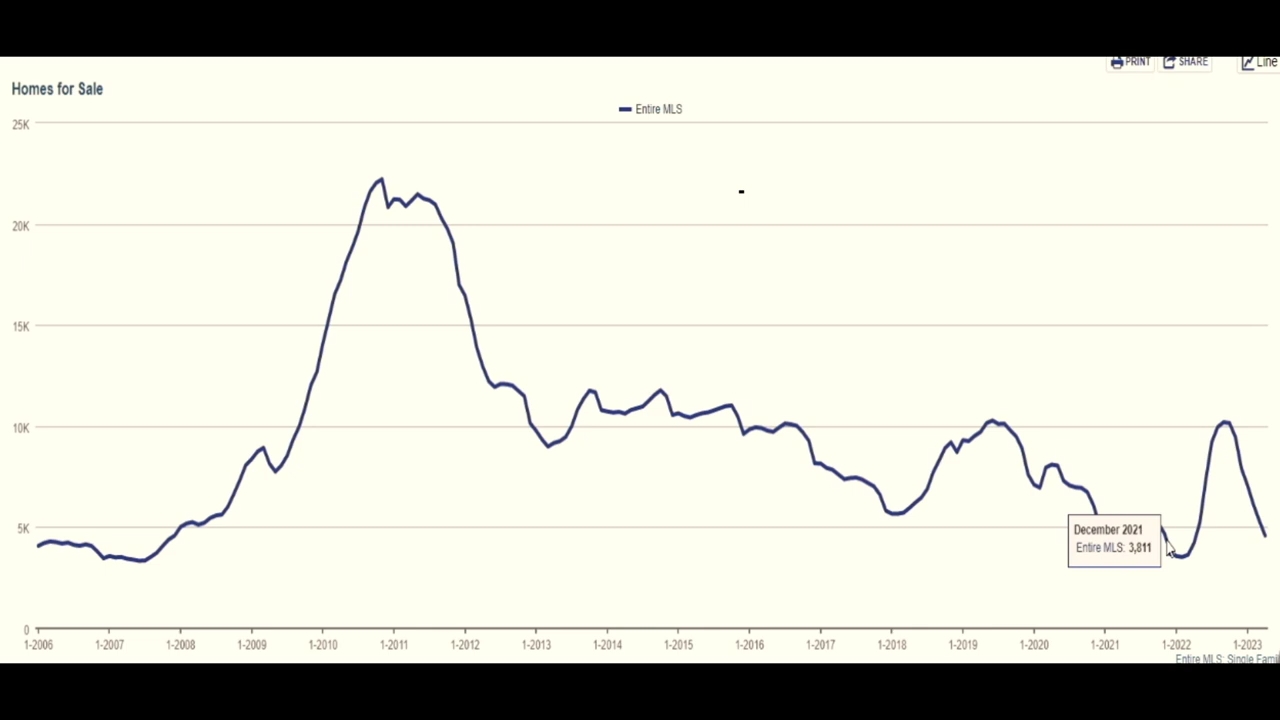 PRINT SHARE Line
Homes for Sale
Entire MLS
25K
20K
15K
10K
5K
0
December 2021
Entire MLS: 3,811
1-2006 1-2007 1-2008 1-2009 1-2010 1-2011 1-2012 1-2013 1-2014 1-2015 1-2016 1-2017 1-2018 1-2019 1-2020 1-2021 1-2022 1-2023
Entire MLS: Single Fami